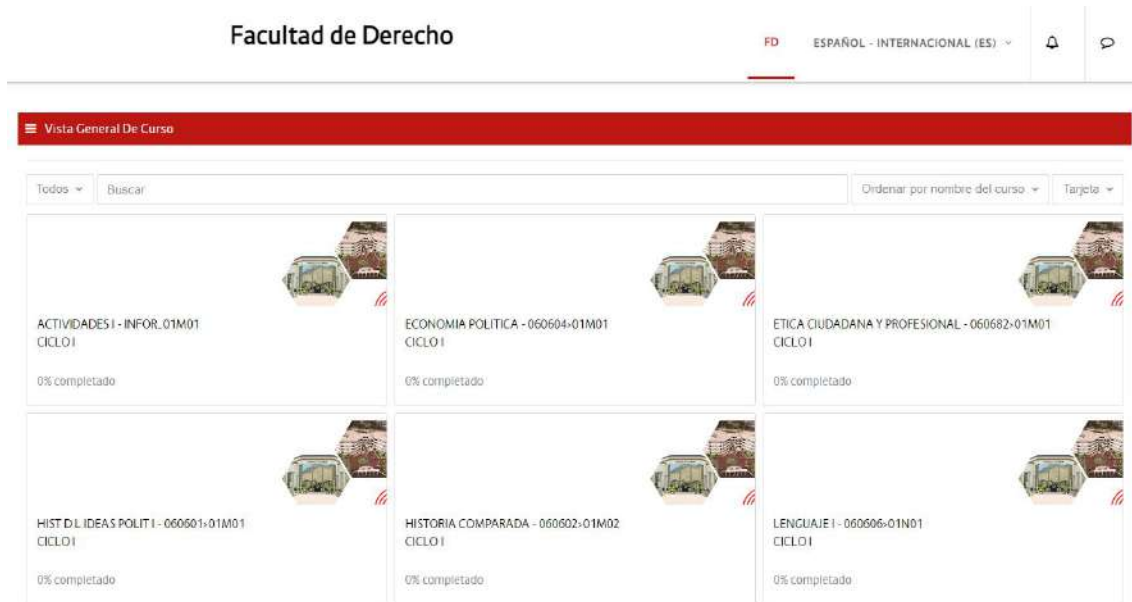 Facultad de Derecho
FD ESPAÑOL - INTERNACIONAL (ES)
Vista General De Curso
Todos Buscar Ordenar por nombre del curso Tarjeta
ACTIVIDADES I - INFOR_01M01
CICLO I
0% completado
ECONOMIA POLITICA - 060604>01M01
CICLO I
0% completado
ETICA CIUDADANA Y PROFESIONAL - 060682>01M01
CICLO I
0% completado
HIST D.L IDEAS POLIT I - 060601>01M01
CICLO I
0% completado
HISTORIA COMPARADA - 060602>01M02
CICLO I
0% completado
LENGUAJE I - 060606>01N01
CICLO I
0% completado